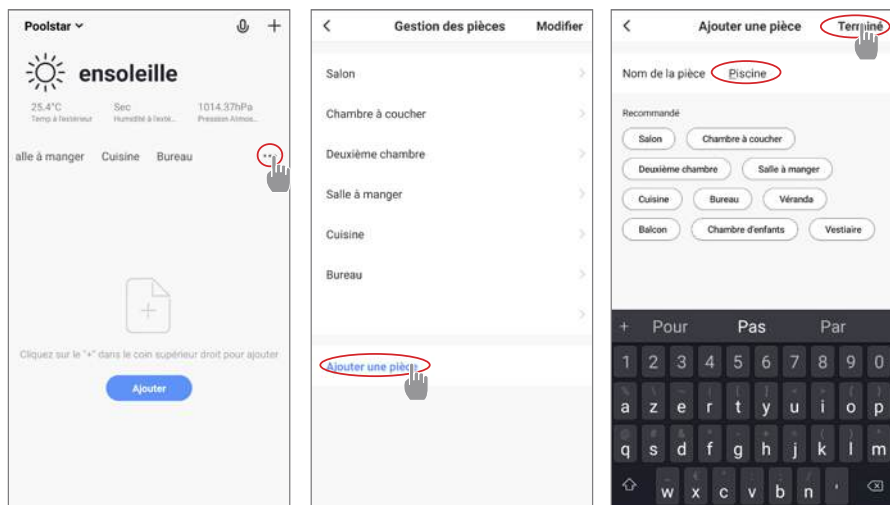 Poolstar
ensoleille
25.4°C Sec 1014.37hPa
Temp à l'extérieur Humidité à l'exté... Pression Atmos...
alle à manger Cuisine Bureau ...
Cliquez sur le "+" dans le coin supérieur droit pour ajouter
Ajouter
Gestion des pièces Modifier
Salon
Chambre à coucher
Deuxième chambre
Salle à manger
Cuisine
Bureau
Ajouter une pièce
Ajouter une pièce Terminé
Nom de la pièce Piscine
Recommandé
Salon Chambre à coucher
Deuxième chambre Salle à manger
Cuisine Bureau Véranda
Balcon Chambre d'enfants Vestiaire
+ Pour Pas Par
1 2 3 4 5 6 7 8 9 0
a z e r t y u i o p
q s d f g h j k l m
w x c v b n '